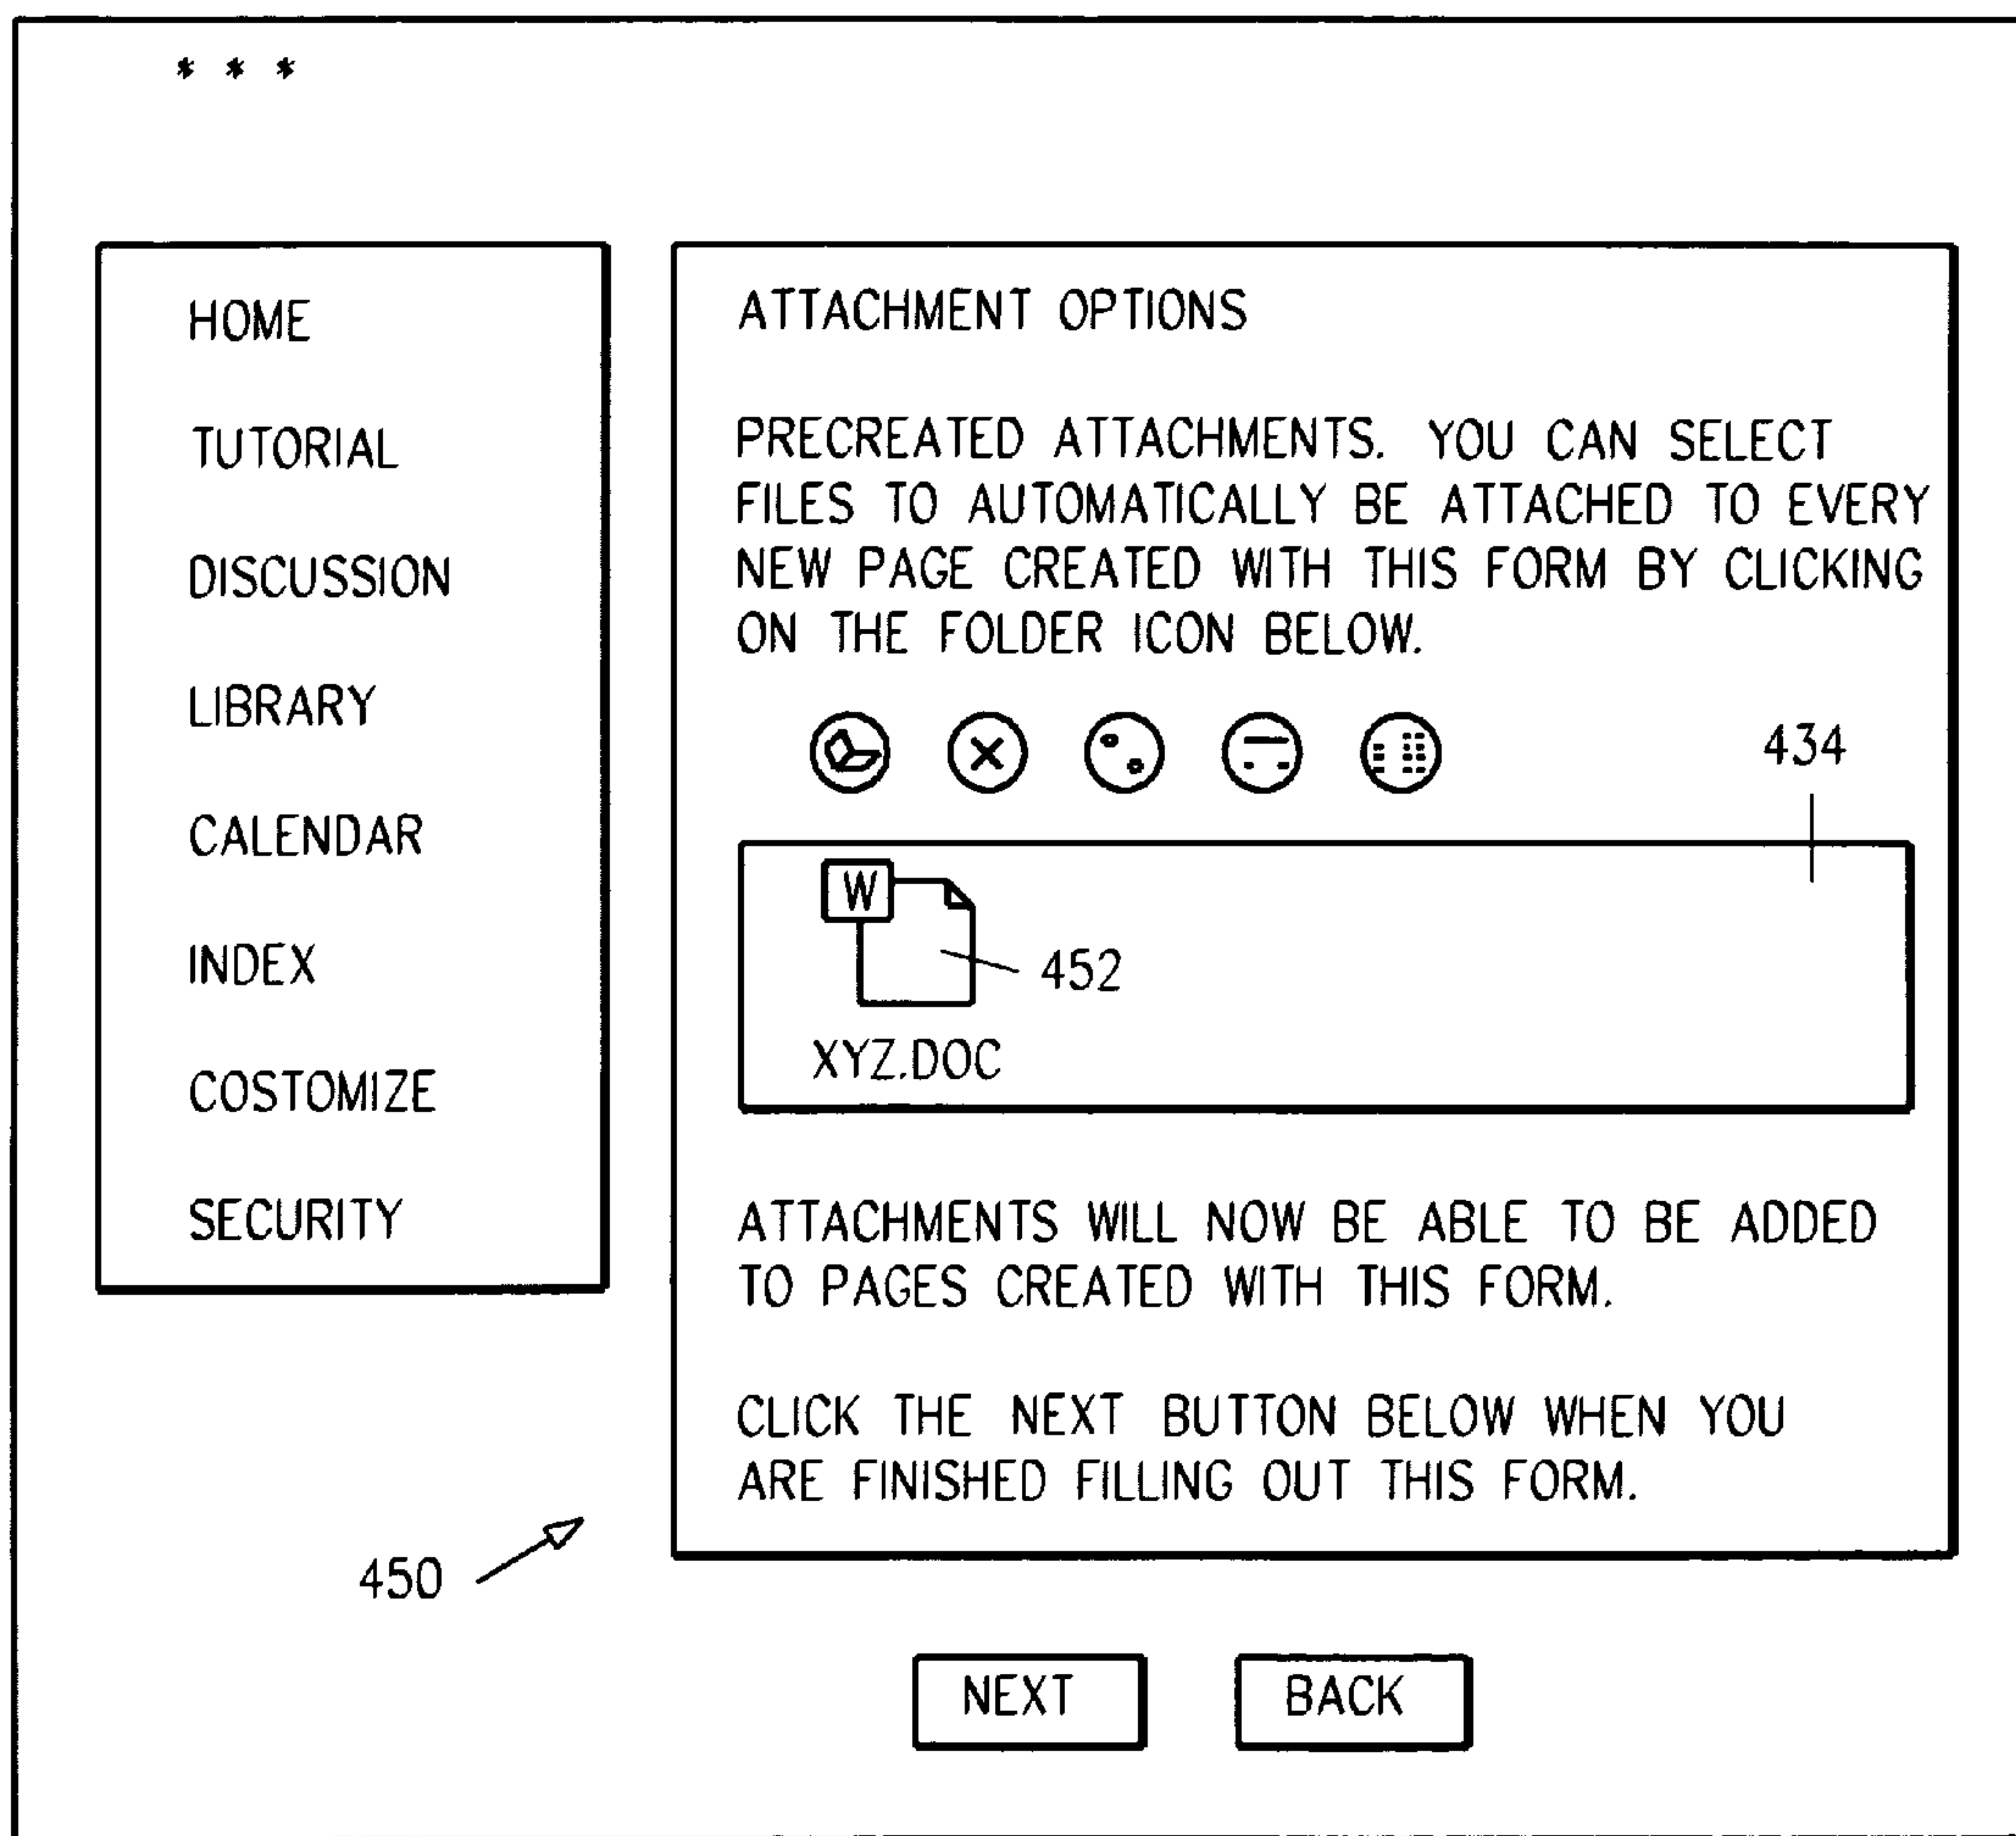 * * *
HOME
TUTORIAL
DISCUSSION
LIBRARY
CALENDAR
INDEX
COSTOMIZE
SECURITY
ATTACHMENT OPTIONS
PRECREATED ATTACHMENTS. YOU CAN SELECT
FILES TO AUTOMATICALLY BE ATTACHED TO EVERY
NEW PAGE CREATED WITH THIS FORM BY CLICKING
ON THE FOLDER ICON BELOW.
434
W
452
XYZ.DOC
ATTACHMENTS WILL NOW BE ABLE TO BE ADDED
TO PAGES CREATED WITH THIS FORM.
CLICK THE NEXT BUTTON BELOW WHEN YOU
ARE FINISHED FILLING OUT THIS FORM.
450
NEXT BACK